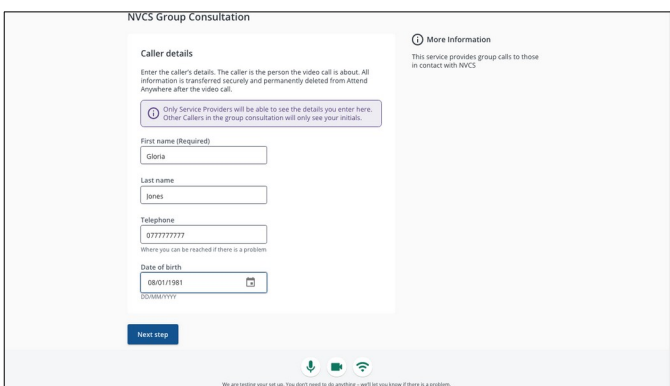 NVCS Group Consultation
Caller details
Enter the caller's details. The caller is the person the video call is about. All
information is transferred securely and permanently deleted from Attend
Anywhere after the video call.
Only Service Providers will be able to see the details you enter here.
Other Callers in the group consultation will only see your initials.
First name (Required)
Gloria
Last name
Jones
Telephone
0777777777
Where you can be reached if there is a problem
Date of birth
08/01/1981
DD/MM/YYYY
Next step
More Information
This service provides group calls to those
in contact with NVCS
We are testing your set up. You don't need to do anything – we'll let you know if there is a problem.